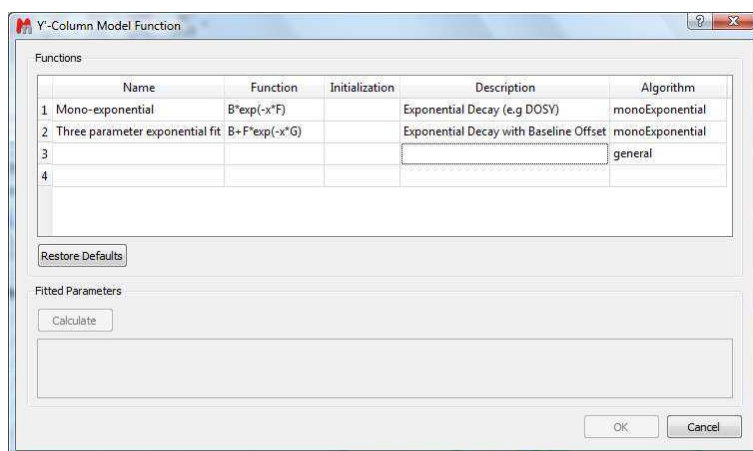 Y'-Column Model Function
Functions
Name Function Initialization Description Algorithm
1 Mono-exponential B*exp(-x*F) Exponential Decay (e.g DOSY) monoExponential
2 Three parameter exponential fit B+F*exp(-x*G) Exponential Decay with Baseline Offset monoExponential
3 general
4
Restore Defaults
Fitted Parameters
Calculate
OK Cancel